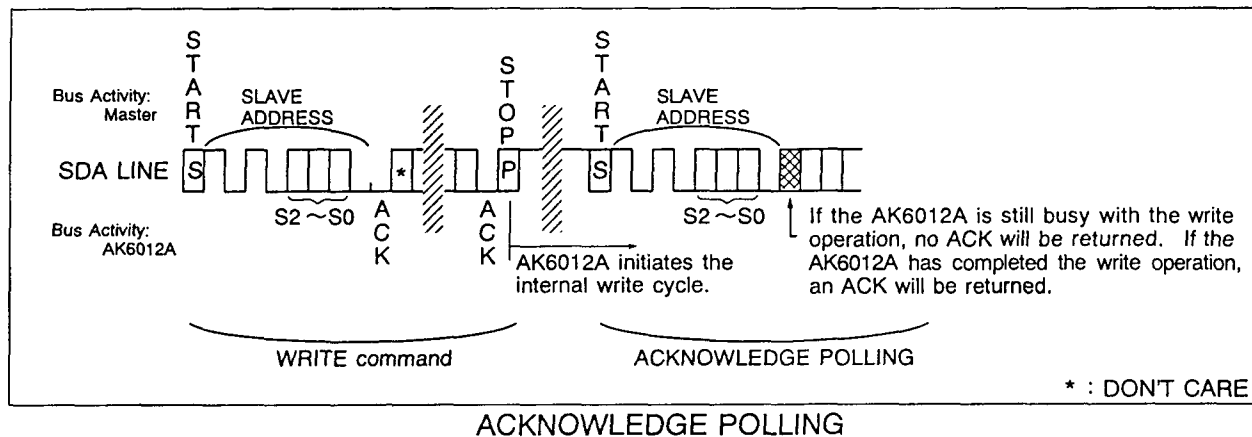 START
STOP
START
Bus Activity:
Master
SLAVE
ADDRESS
SLAVE
ADDRESS
SDA LINE
S
*
P
S
S2 ~ S0
S2 ~ S0
Bus Activity:
AK6012A
ACK
ACK
AK6012A initiates the
internal write cycle.
If the AK6012A is still busy with the write
operation, no ACK will be returned. If the
AK6012A has completed the write operation,
an ACK will be returned.
WRITE command
ACKNOWLEDGE POLLING
* : DON'T CARE
ACKNOWLEDGE POLLING